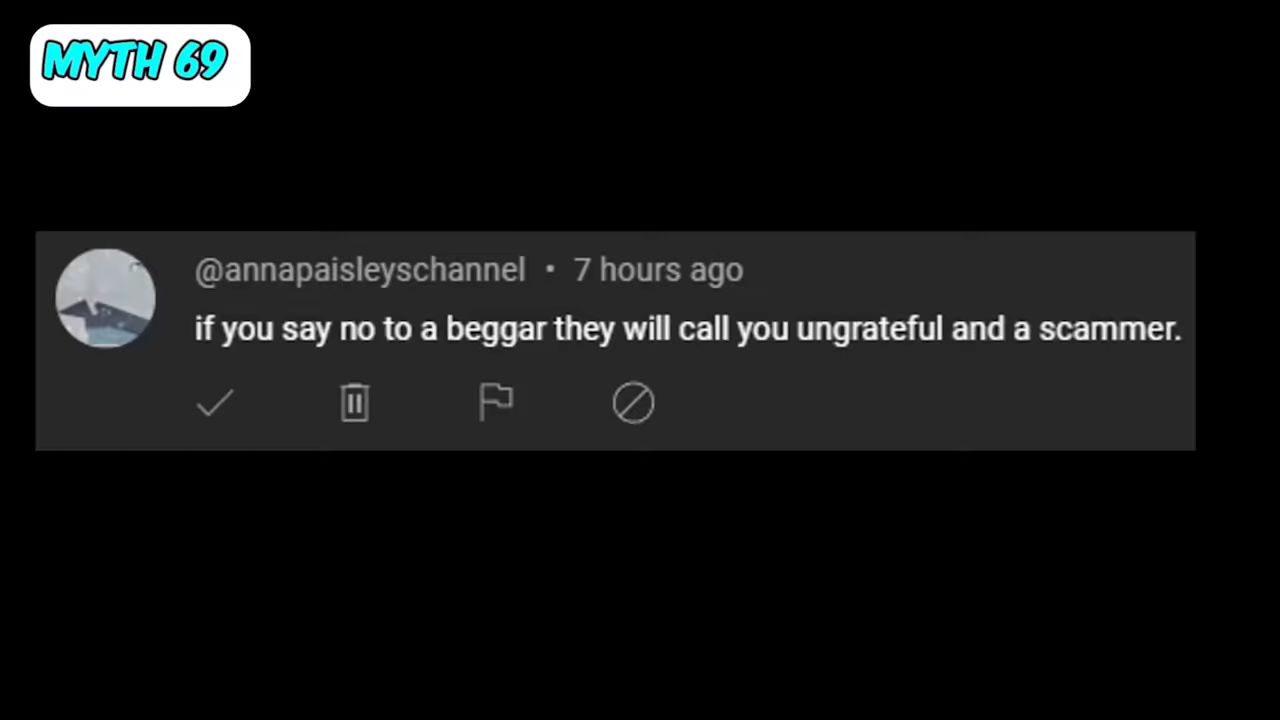 MYTH 69
@annapaisleyschannel • 7 hours ago
if you say no to a beggar they will call you ungrateful and a scammer.